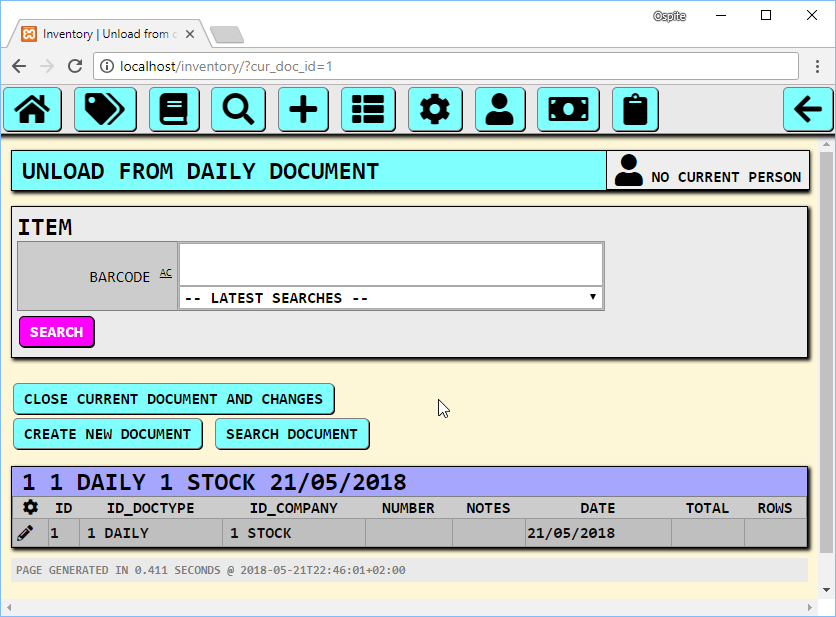 Ospite
Inventory | Unload from c
localhost/inventory/?cur_doc_id=1
UNLOAD FROM DAILY DOCUMENT
NO CURRENT PERSON
ITEM
BARCODE AC
-- LATEST SEARCHES --
SEARCH
CLOSE CURRENT DOCUMENT AND CHANGES
CREATE NEW DOCUMENT SEARCH DOCUMENT
1 1 DAILY 1 STOCK 21/05/2018
ID ID_DOCTYPE ID_COMPANY NUMBER NOTES DATE TOTAL ROWS
1 1 DAILY 1 STOCK 21/05/2018
PAGE GENERATED IN 0.411 SECONDS @ 2018-05-21T22:46:01+02:00